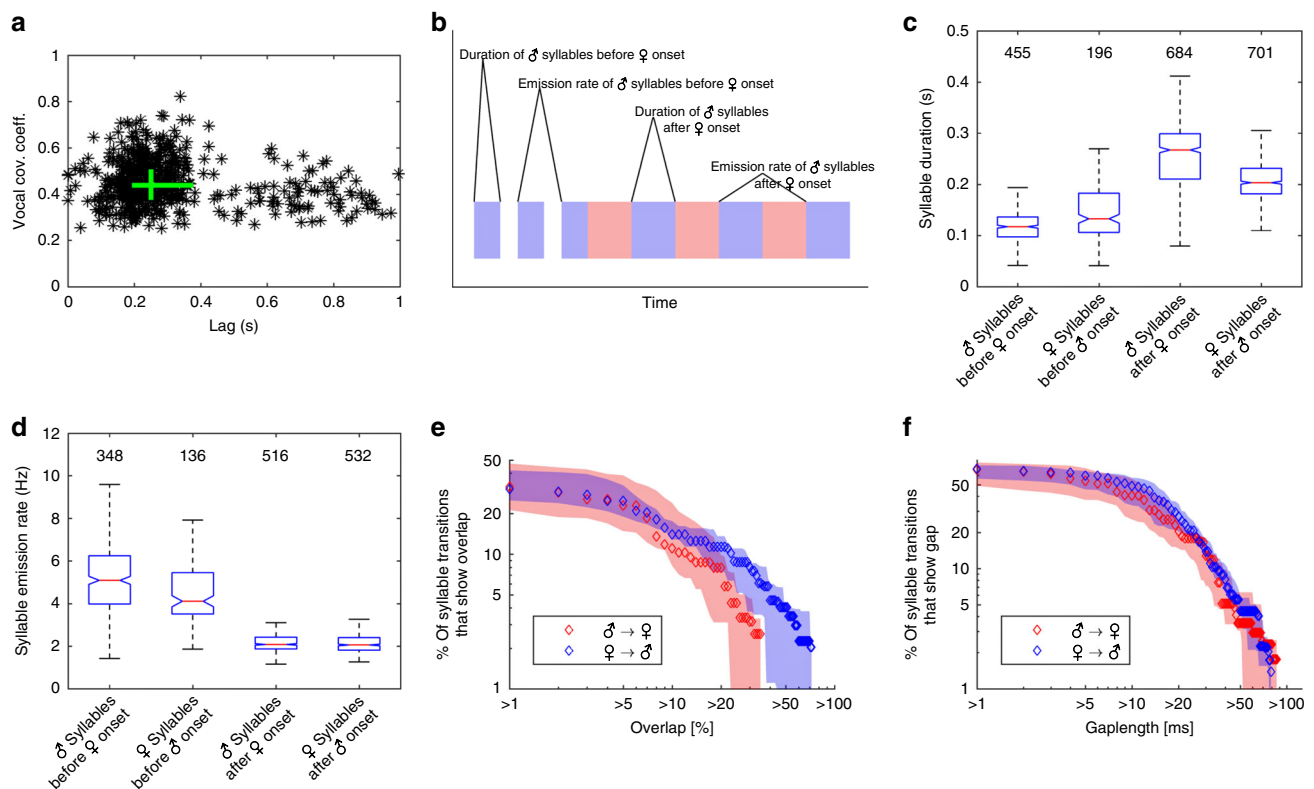 a
1
0.8
0.6
0.4
0.2
0
Vocal cov. coeff.
0 0.2 0.4 0.6 0.8 1
Lag (s)
b
Duration of ♂ syllables before ♀ onset
Emission rate of ♂ syllables before ♀ onset
Duration of ♂ syllables
after ♀ onset
Emission rate of ♂ syllables
after ♀ onset
Time
c
0.5
0.4
0.3
0.2
0.1
0
Syllable duration (s)
455 196 684 701
♂ Syllables
before ♀ onset
♀ Syllables
before ♂ onset
♂ Syllables
after ♀ onset
♀ Syllables
after ♂ onset
d
12
10
8
6
4
2
0
Syllable emission rate (Hz)
348 136 516 532
♂ Syllables
before ♀ onset
♀ Syllables
before ♂ onset
♂ Syllables
after ♀ onset
♀ Syllables
after ♂ onset
e
50
20
10
5
1
% Of syllable transitions
that show overlap
♂ → ♀
♀ → ♂
>1 >5 >10 >20 >50 >100
Overlap [%]
f
50
20
10
5
1
% Of syllable transitions
that show gap
♂ → ♀
♀ → ♂
>1 >5 >10 >20 >50 >100
Gaplength [ms]